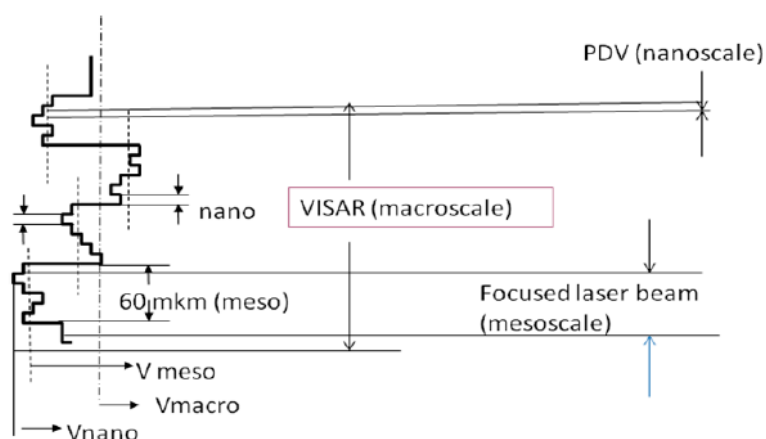 PDV (nanoscale)
nano
VISAR (macroscale)
60 mkm (meso)
Focused laser beam
(mesoscale)
V meso
Vmacro
Vnano